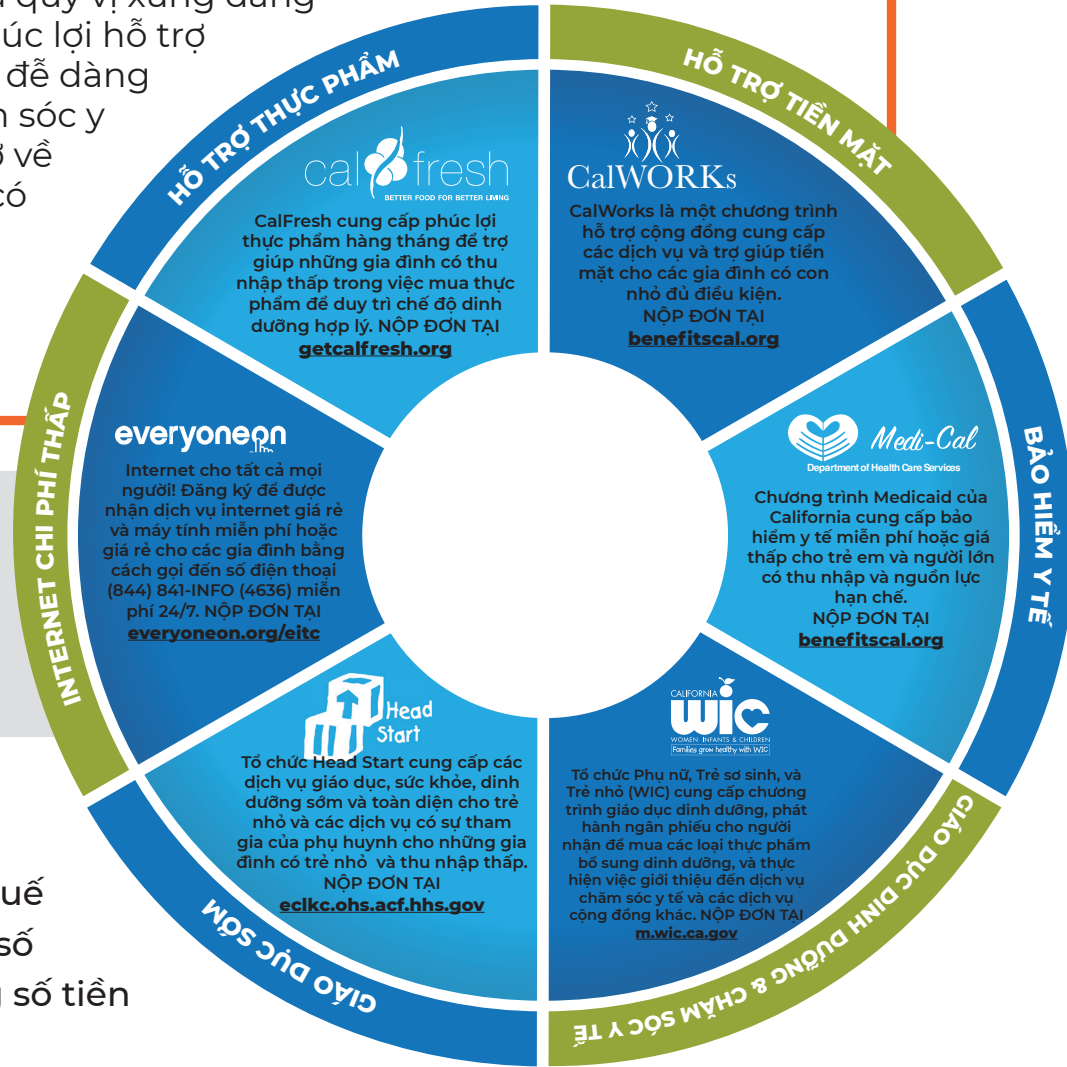 quý vị xứng đáng
úc lợi hỗ trợ
đễ dàng
sóc y
về
có
HỖ TRỢ THỰC PHẨM
cal fresh
BETTER FOOD FOR BETTER LIVING
CalFresh cung cấp phúc lợi
thực phẩm hàng tháng để trợ
giúp những gia đình có thu
nhập thấp trong việc mua thực
phẩm để duy trì chế độ dinh
dưỡng hợp lý. NỘP ĐƠN TẠI
getcalfresh.org
HỖ TRỢ TIỀN MẶT
CalWORKs
CalWorks là một chương trình
hỗ trợ cộng đồng cung cấp
các dịch vụ và trợ giúp tiền
mặt cho các gia đình có con
nhỏ đủ điều kiện.
NỘP ĐƠN TẠI
benefitscal.org
BẢO HIỂM Y TẾ
Medi-Cal
Department of Health Care Services
Chương trình Medicaid của
California cung cấp bảo
hiểm y tế miễn phí hoặc giá
thấp cho trẻ em và người lớn
có thu nhập và nguồn lực
hạn chế.
NỘP ĐƠN TẠI
benefitscal.org
GIÁO DỤC DINH DƯỠNG & CHĂM SÓC Y TẾ
CALIFORNIA
WIC
WOMEN INFANTS & CHILDREN
Families grow healthy with WIC
Tổ chức Phụ nữ, Trẻ sơ sinh, và
Trẻ nhỏ (WIC) cung cấp chương
trình giáo dục dinh dưỡng, phát
hành ngân phiếu cho người
nhận để mua các loại thực phẩm
bổ sung dinh dưỡng, và thực
hiện việc giới thiệu đến dịch vụ
chăm sóc y tế và các dịch vụ
cộng đồng khác. NỘP ĐƠN TẠI
m.wic.ca.gov
GIÁO DỤC SỚM
Head
Start
Tổ chức Head Start cung cấp các
dịch vụ giáo dục, sức khỏe, dinh
dưỡng sớm và toàn diện cho trẻ
nhỏ và các dịch vụ có sự tham
gia của phụ huynh cho những gia
đình có trẻ nhỏ và thu nhập thấp.
NỘP ĐƠN TẠI
eclkc.ohs.acf.hhs.gov
INTERNET CHI PHÍ THẤP
everyoneon
Internet cho tất cả mọi
người! Đăng ký để được
nhận dịch vụ internet giá rẻ
và máy tính miễn phí hoặc
giá rẻ cho các gia đình bằng
cách gọi đến số điện thoại
(844) 841-INFO (4636) miễn
phí 24/7. NỘP ĐƠN TẠI
everyoneon.org/eitc
uế
số
số tiền